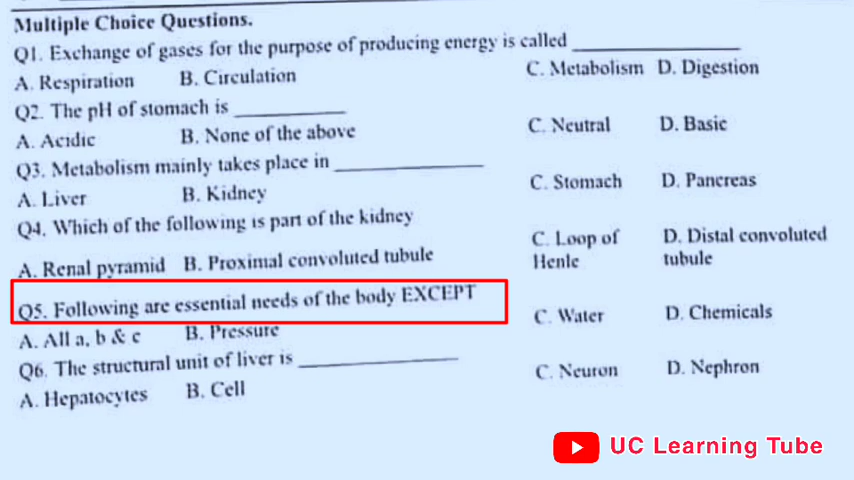 Multiple Choice Questions.
Q1. Exchange of gases for the purpose of producing energy is called _______________
A. Respiration B. Circulation C. Metabolism D. Digestion
Q2. The pH of stomach is __________
A. Acidic B. None of the above C. Neutral D. Basic
Q3. Metabolism mainly takes place in _____________
A. Liver B. Kidney C. Stomach D. Pancreas
Q4. Which of the following is part of the kidney
A. Renal pyramid B. Proximal convoluted tubule C. Loop of Henle D. Distal convoluted tubule
Q5. Following are essential needs of the body EXCEPT
A. All a, b & c B. Pressure C. Water D. Chemicals
Q6. The structural unit of liver is ______________
A. Hepatocytes B. Cell C. Neuron D. Nephron
UC Learning Tube